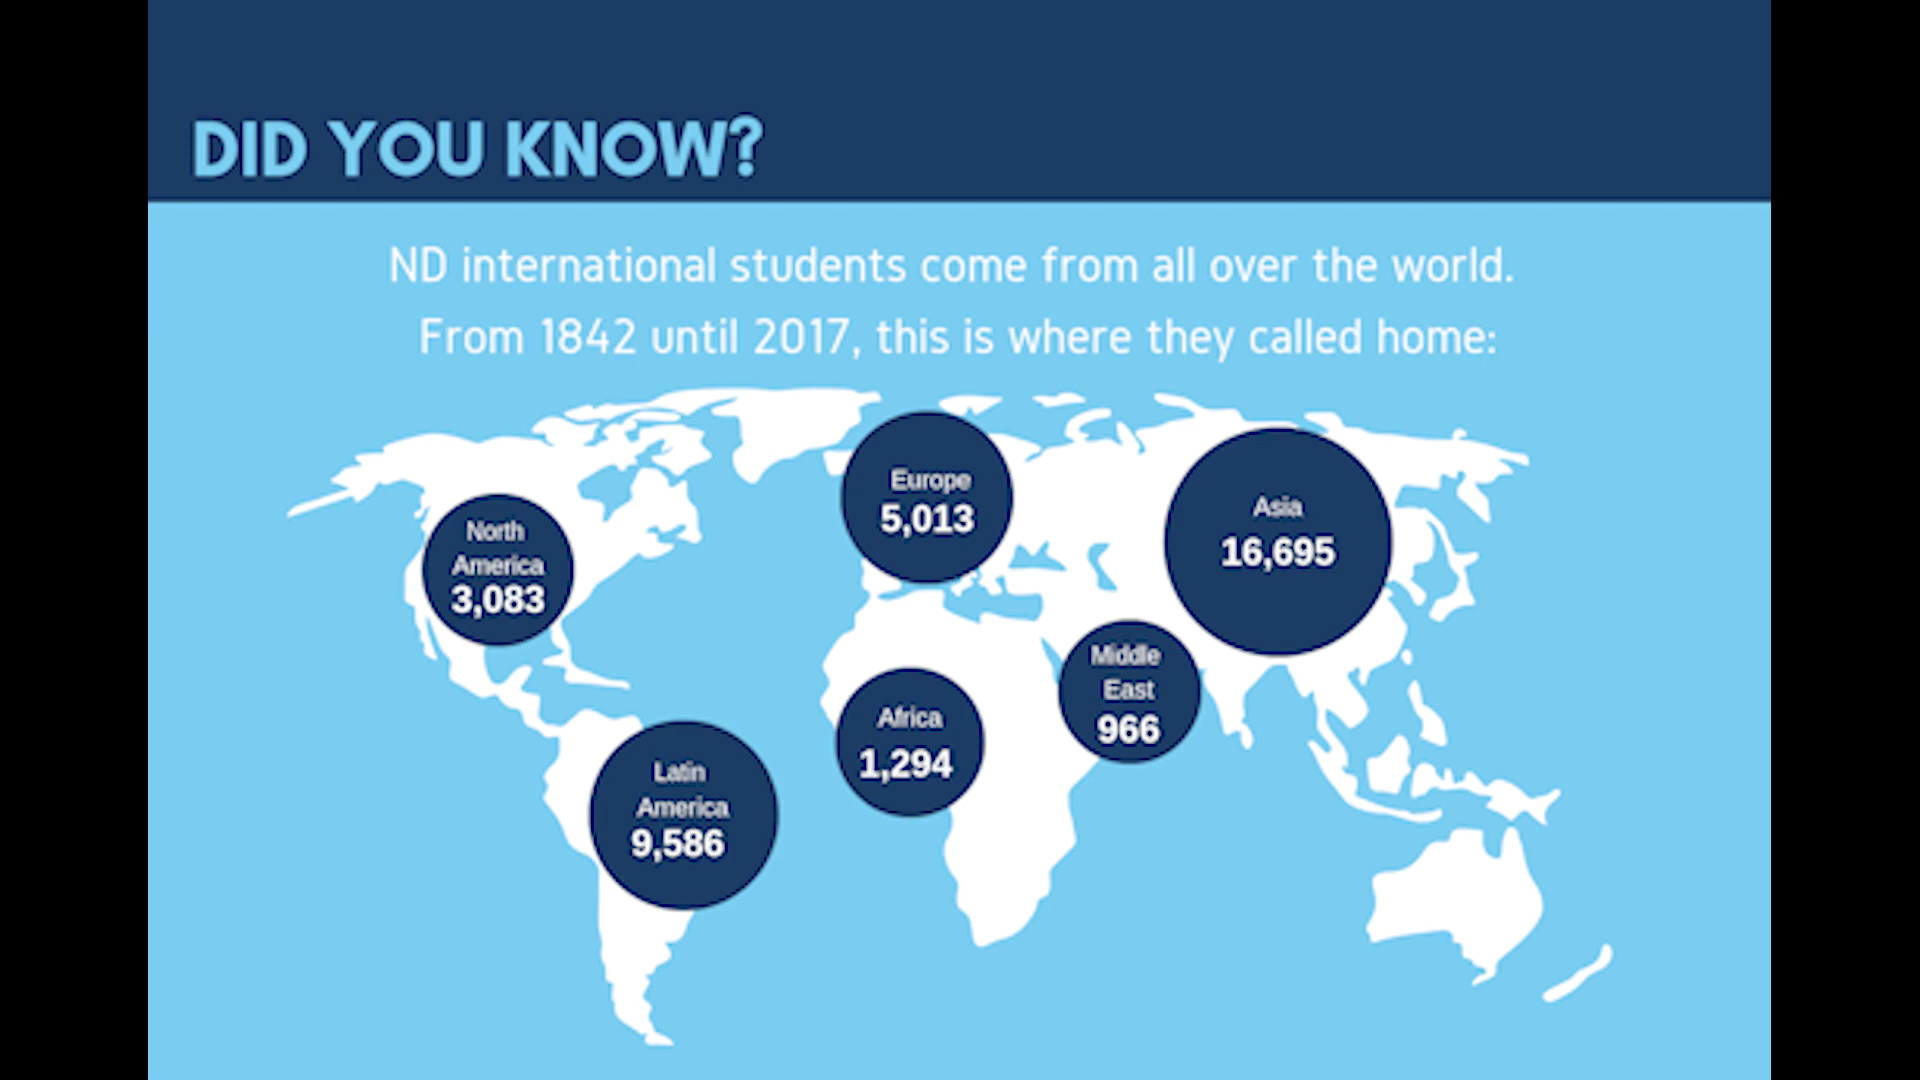 DID YOU KNOW?
ND international students come from all over the world.
From 1842 until 2017, this is where they called home:
North
America
3,083
Europe
5,013
Asia
16,695
Middle
East
966
Africa
1,294
Latin
America
9,586